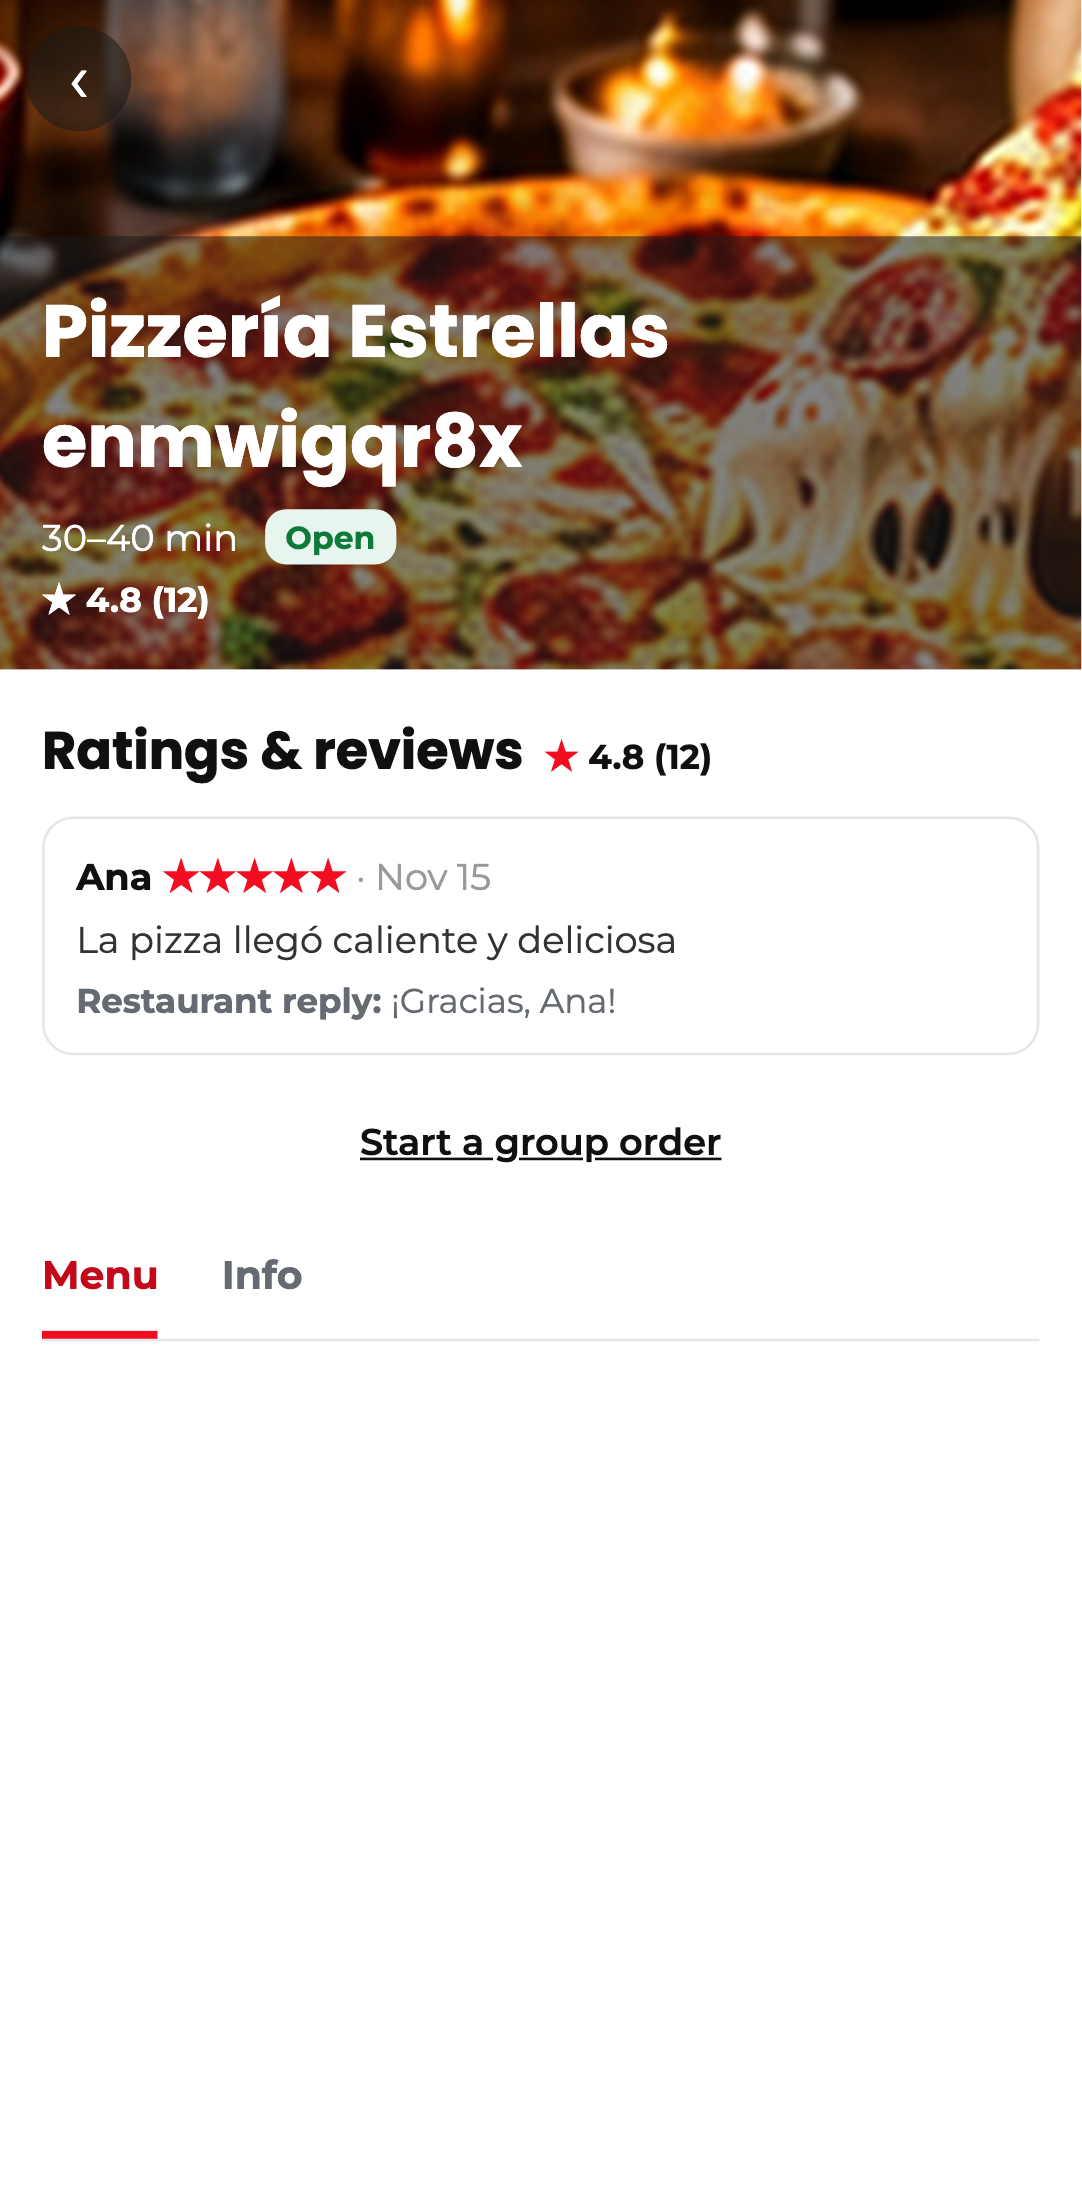 ‹
Pizzería Estrellas
enmwigqr8x
30–40 min Open
★ 4.8 (12)
Ratings & reviews ★ 4.8 (12)
Ana ★★★★★ · Nov 15
La pizza llegó caliente y deliciosa
Restaurant reply: ¡Gracias, Ana!
Start a group order
Menu Info